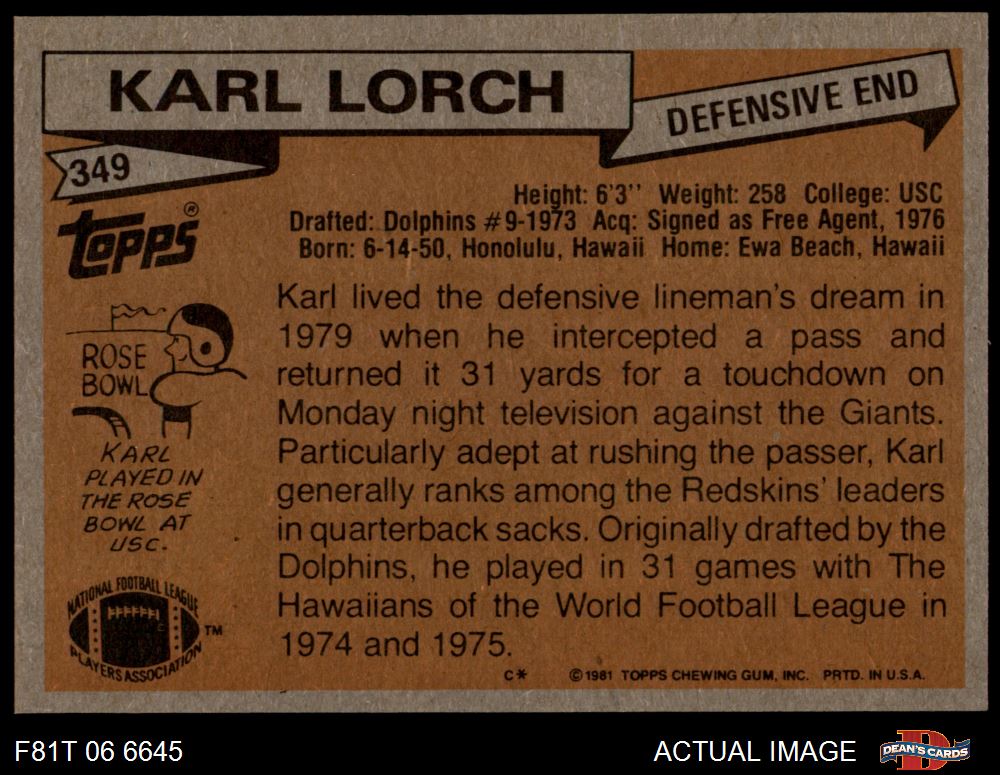 KARL LORCH
DEFENSIVE END
349
topps®
Height: 6'3'' Weight: 258 College: USC
Drafted: Dolphins #9-1973 Acq: Signed as Free Agent, 1976
Born: 6-14-50, Honolulu, Hawaii Home: Ewa Beach, Hawaii
Karl lived the defensive lineman's dream in
1979 when he intercepted a pass and
returned it 31 yards for a touchdown on
Monday night television against the Giants.
Particularly adept at rushing the passer, Karl
generally ranks among the Redskins' leaders
in quarterback sacks. Originally drafted by the
Dolphins, he played in 31 games with The
Hawaiians of the World Football League in
1974 and 1975.
ROSE
BOWL
KARL
PLAYED IN
THE ROSE
BOWL AT
USC.
NATIONAL FOOTBALL LEAGUE
PLAYERS ASSOCIATION
TM
C* ©1981 TOPPS CHEWING GUM, INC. PRTD. IN U.S.A.
F81T 06 6645
ACTUAL IMAGE
D
DEAN'S CARDS